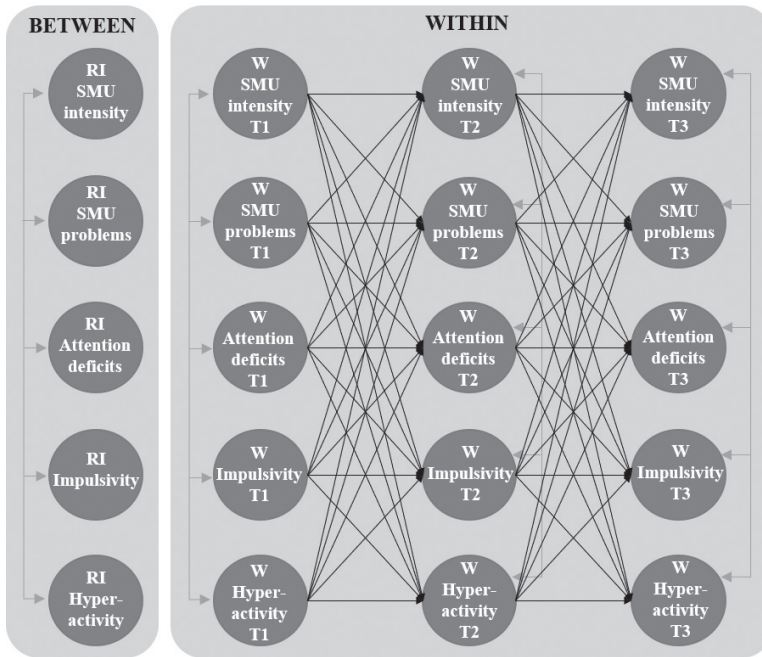 BETWEEN
RI
SMU
intensity
RI
SMU
problems
RI
Attention
deficits
RI
Impulsivity
RI
Hyper-
activity
WITHIN
W
SMU
intensity
T1
W
SMU
intensity
T2
W
SMU
intensity
T3
W
SMU
problems
T1
W
SMU
problems
T2
W
SMU
problems
T3
W
Attention
deficits
T1
W
Attention
deficits
T2
W
Attention
deficits
T3
W
Impulsivity
T1
W
Impulsivity
T2
W
Impulsivity
T3
W
Hyper-
activity
T1
W
Hyper-
activity
T2
W
Hyper-
activity
T3